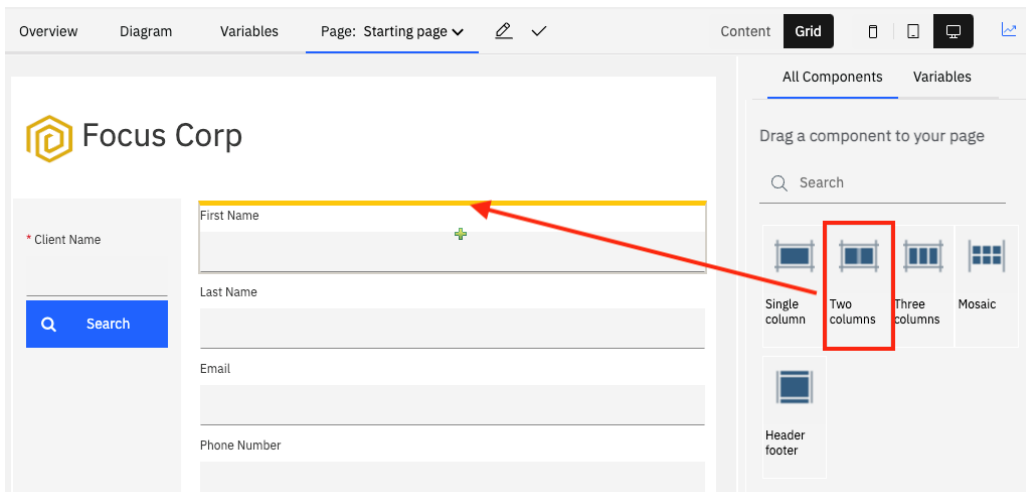 Overview Diagram Variables Page: Starting page Content Grid
All Components Variables
Focus Corp
Drag a component to your page
Search
* Client Name
Search
First Name
Last Name
Email
Phone Number
Single column
Two columns
Three columns
Mosaic
Header footer